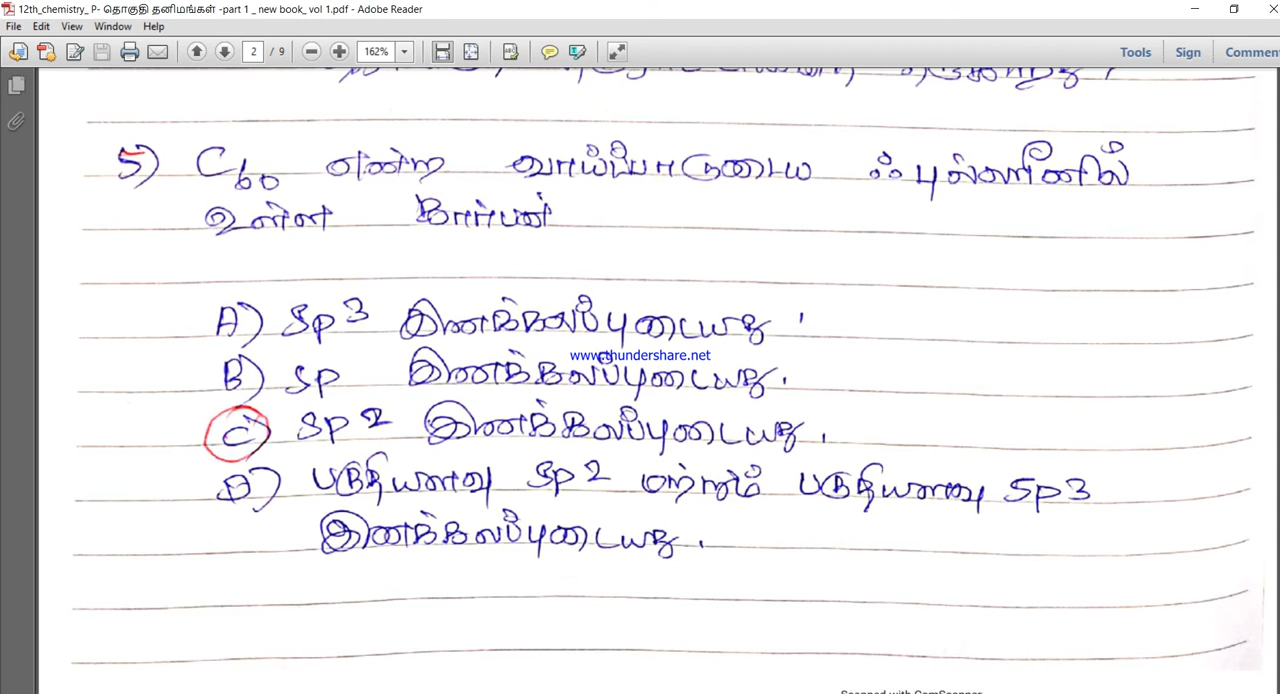 12th_chemistry_ P- தொகுதி தனிமங்கள் -part 1 _ new book_ vol 1.pdf - Adobe Reader
File Edit View Window Help
2 / 9 162% Tools Sign Commen
5) C60 என்ற வாய்ப்பாருடைய ஃபுல்லரீனில்
உள்ள கார்பன்
A) Sp3 இனக்கலப்புடையது.
www.thundershare.net
B) SP இனக்கலப்புடையது.
C) SP2 இனக்கலப்புடையது.
D) பகுதியளவு SP2 மற்றும் பகுதியளவு SP3
இனக்கலப்புடையது.